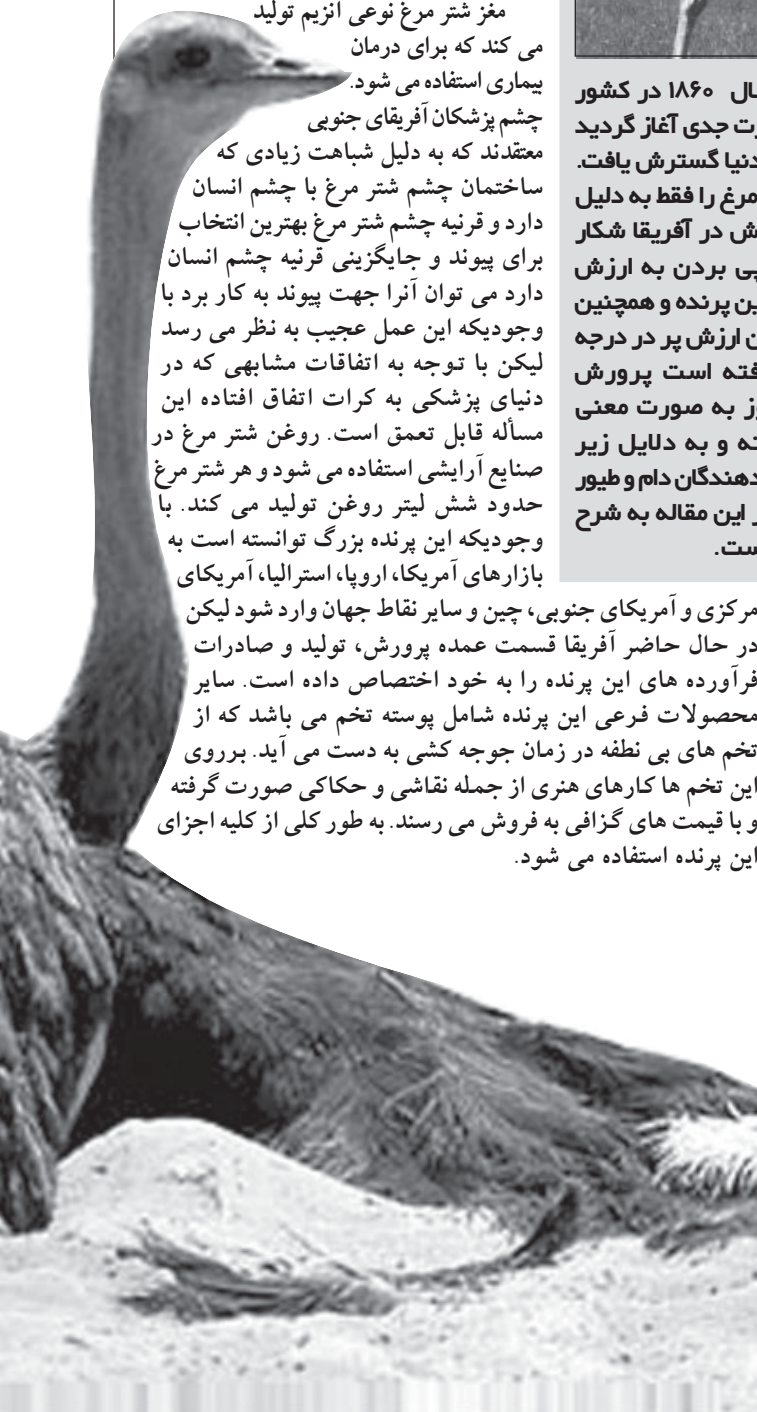 سال ۱۸۶۰ در کشور
جدی آغاز گردید
دنیا گسترش یافت.
مرغ را فقط به دلیل
در آفریقا شکار
پی بردن به ارزش
این پرنده و همچنین
ارزش پر در درجه
است پرورش
به صورت معنی
و به دلایل زیر
دهندگان دام و طیور
این مقاله به شرح
است.
مغز شتر مرغ نوعی آنزیم تولید
می کند که برای درمان
بیماری استفاده می شود.
چشم پزشکان آفریقای جنوبی
معتقدند که به دلیل شباهت زیادی که
ساختمان چشم شتر مرغ با چشم انسان
دارد و قرنیه چشم شتر مرغ بهترین انتخاب
برای پیوند و جایگزینی قرنیه چشم انسان
دارد می توان آنرا جهت پیوند به کار برد با
وجودیکه این عمل عجیب به نظر می رسد
لیکن با توجه به اتفاقات مشابهی که در
دنیای پزشکی به کرات اتفاق افتاده این
مسأله قابل تعمق است. روغن شتر مرغ در
صنایع آرایشی استفاده می شود و هر شتر مرغ
حدود شش لیتر روغن تولید می کند. با
وجودیکه این پرنده بزرگ توانسته است به
بازارهای آمریکا، اروپا، استرالیا، آمریکای
مرکزی و آمریکای جنوبی، چین و سایر نقاط جهان وارد شود لیکن
در حال حاضر آفریقا قسمت عمده پرورش، تولید و صادرات
فرآورده های این پرنده را به خود اختصاص داده است. سایر
محصولات فرعی این پرنده شامل پوسته تخم می باشد که از
تخم های بی نطفه در زمان جوجه کشی به دست می آید. برروی
این تخم ها کارهای هنری از جمله نقاشی و حکاکی صورت گرفته
و با قیمت های گزافی به فروش می رسند. به طور کلی از کلیه اجزای
این پرنده استفاده می شود.